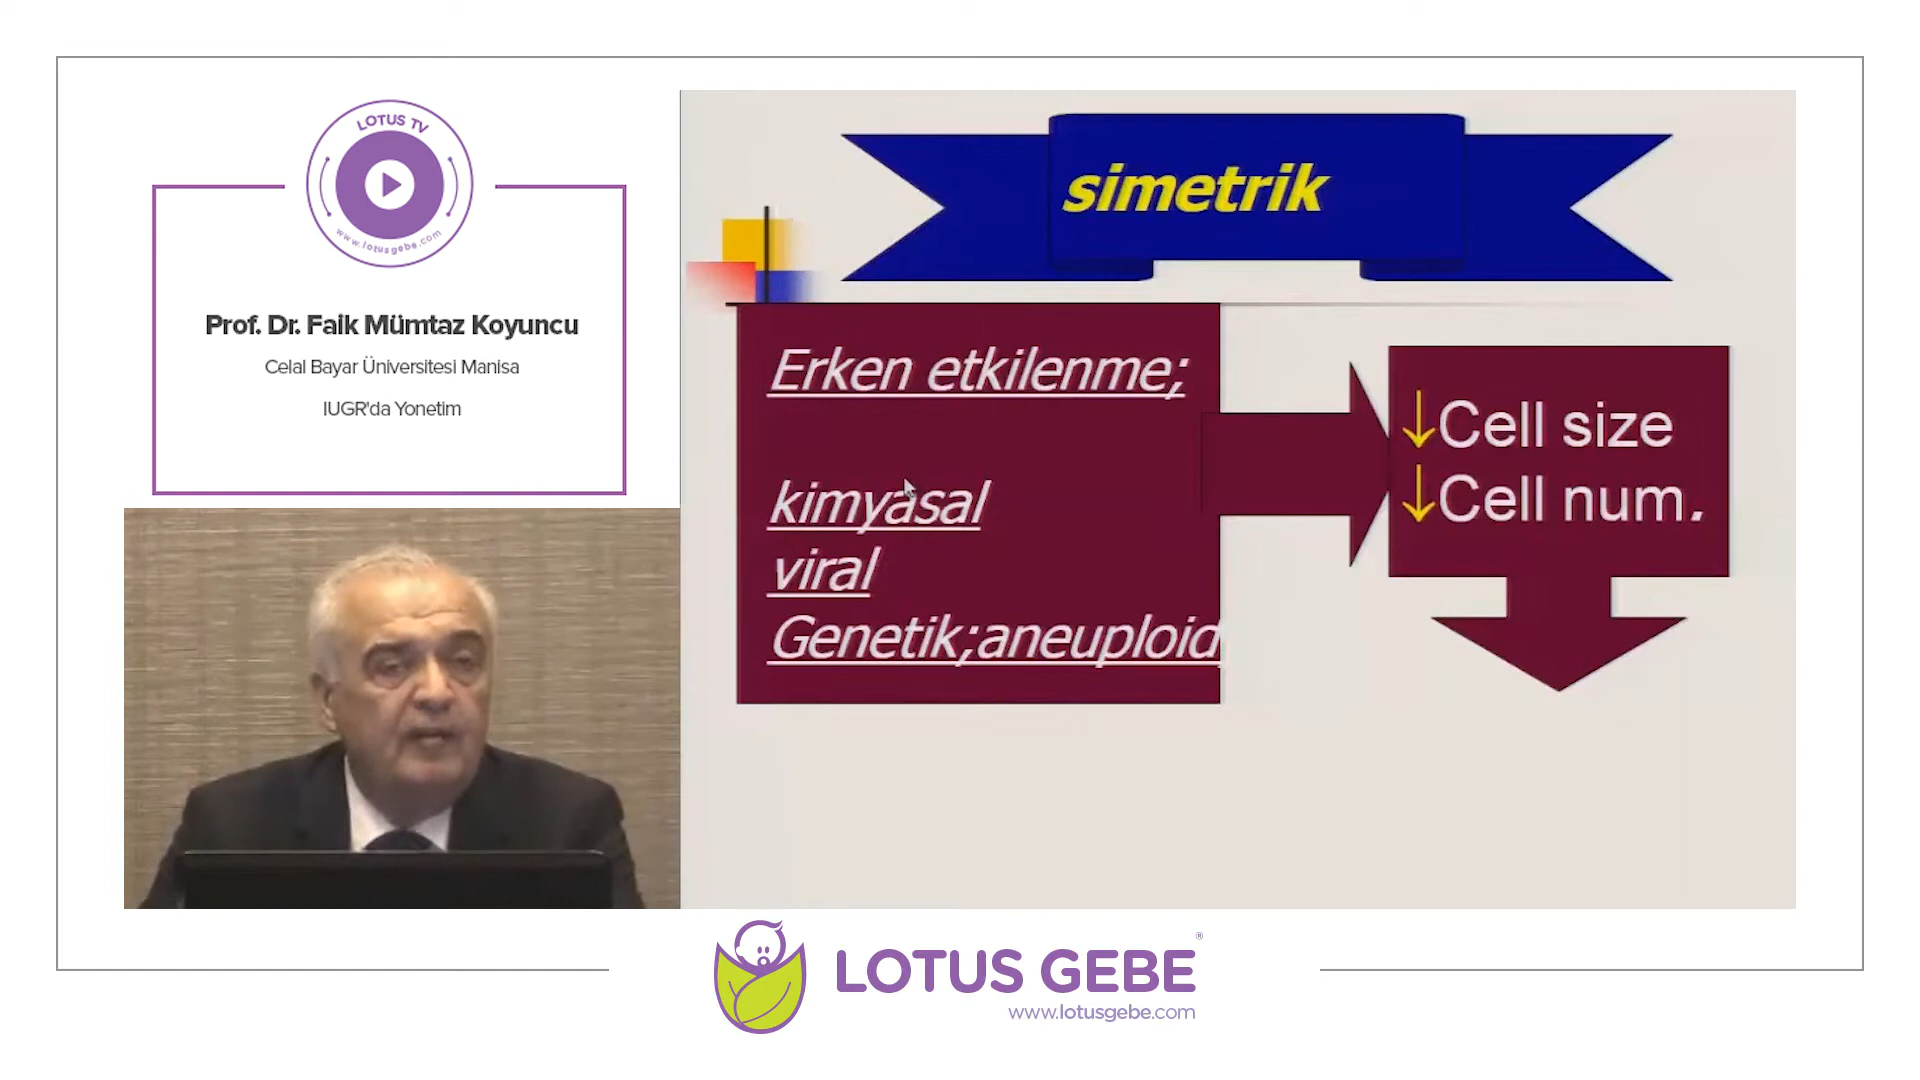 LOTUS TV
www.lotusgebe.com
Prof. Dr. Faik Mümtaz Koyuncu
Celal Bayar Üniversitesi Manisa
IUGR'da Yonetim
simetrik
Erken etkilenme;
kimyasal
viral
Genetik;aneuploid
↓Cell size
↓Cell num.
LOTUS GEBE®
www.lotusgebe.com